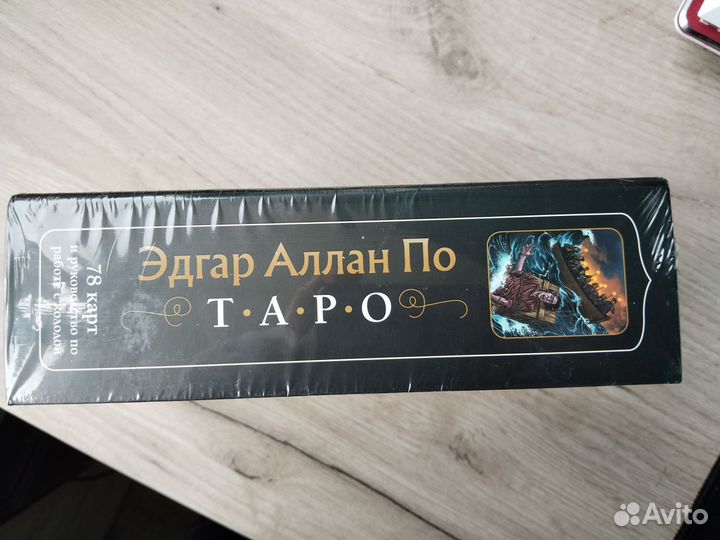 Эдгар Аллан По
Т·А·Р·О
78 карт
и руководство по
работе с колодой
Avito